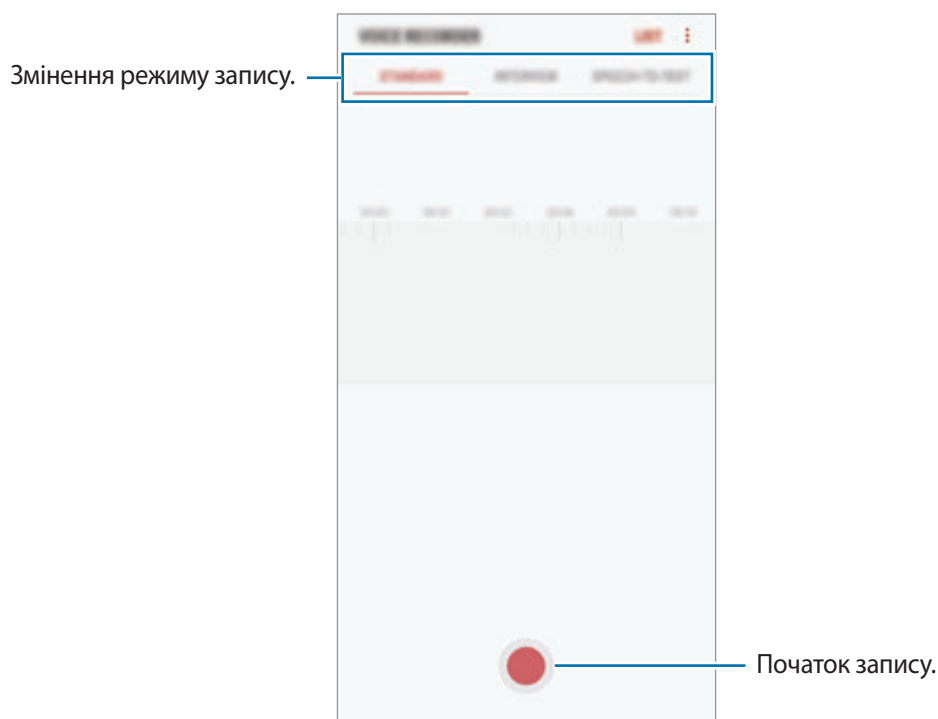 VOICE RECORDER LIST
Змінення режиму запису.
STANDARD INTERVIEW SPEECH-TO-TEXT
Початок запису.